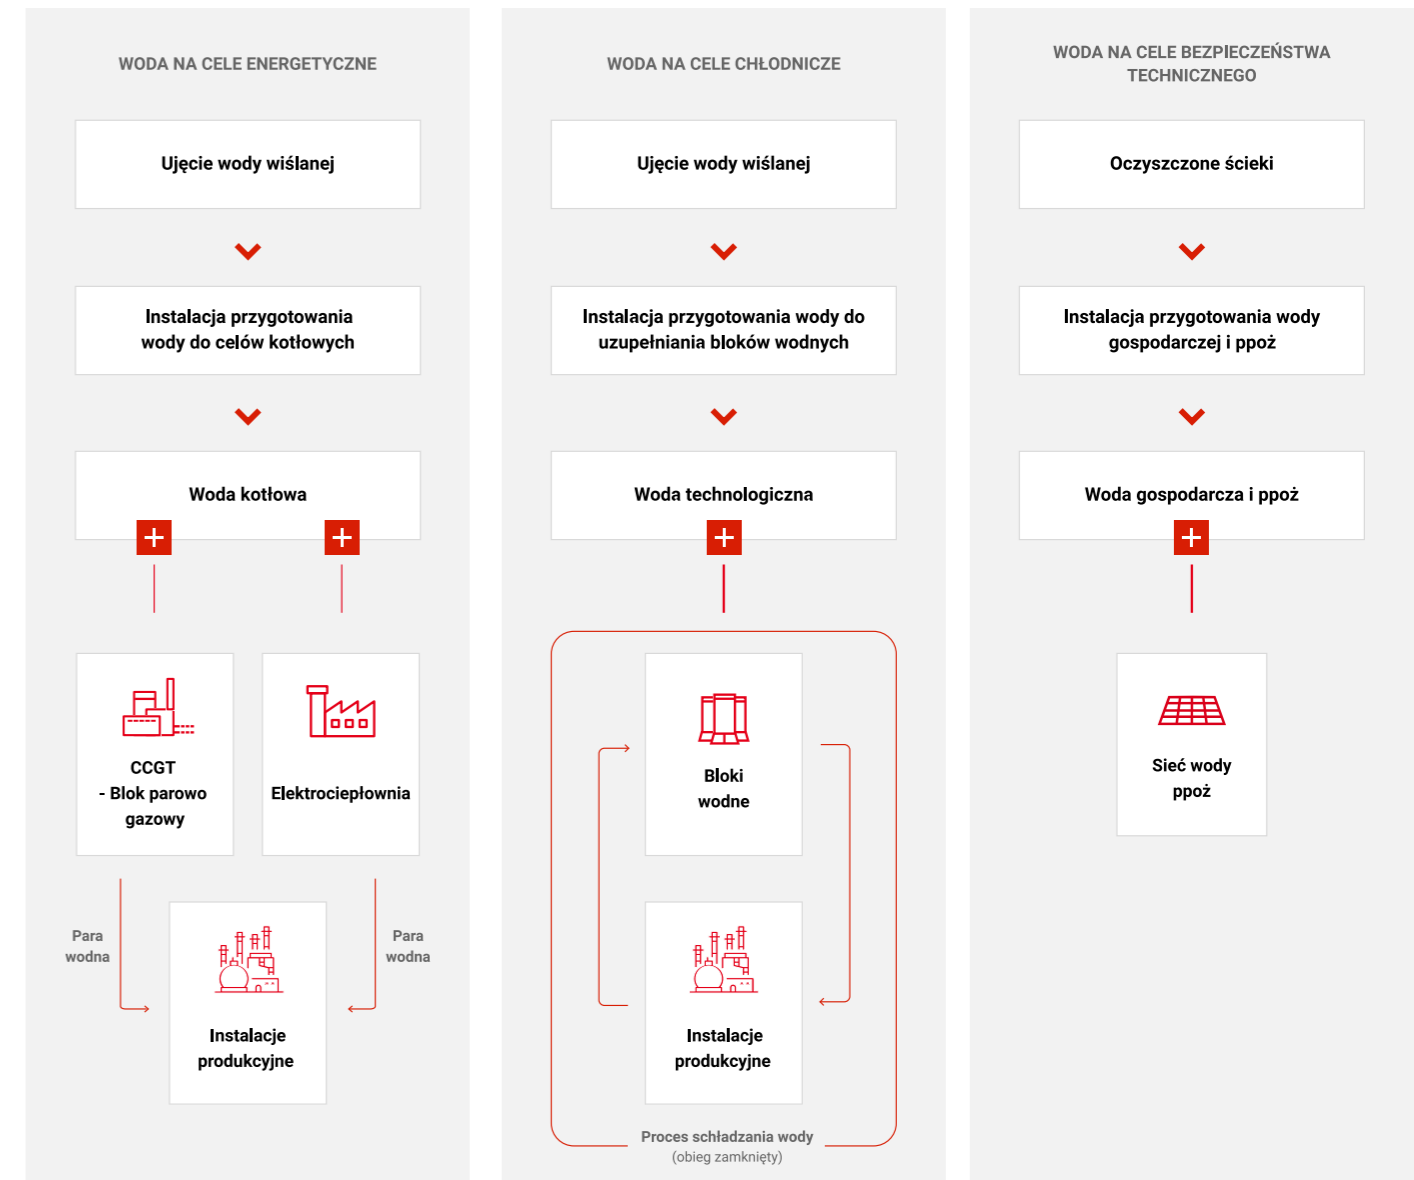 WODA NA CELE ENERGETYCZNE
Ujęcie wody wiślanej
Instalacja przygotowania
wody do celów kotłowych
Woda kotłowa
CCGT
- Blok parowo
gazowy
Elektrociepłownia
Para
wodna
Para
wodna
Instalacje
produkcyjne
WODA NA CELE CHŁODNICZE
Ujęcie wody wiślanej
Instalacja przygotowania wody do
uzupełniania bloków wodnych
Woda technologiczna
Bloki
wodne
Instalacje
produkcyjne
Proces schładzania wody
(obieg zamknięty)
WODA NA CELE BEZPIECZEŃSTWA
TECHNICZNEGO
Oczyszczone ścieki
Instalacja przygotowania wody
gospodarczej i ppoż
Woda gospodarcza i ppoż
Sieć wody
ppoż